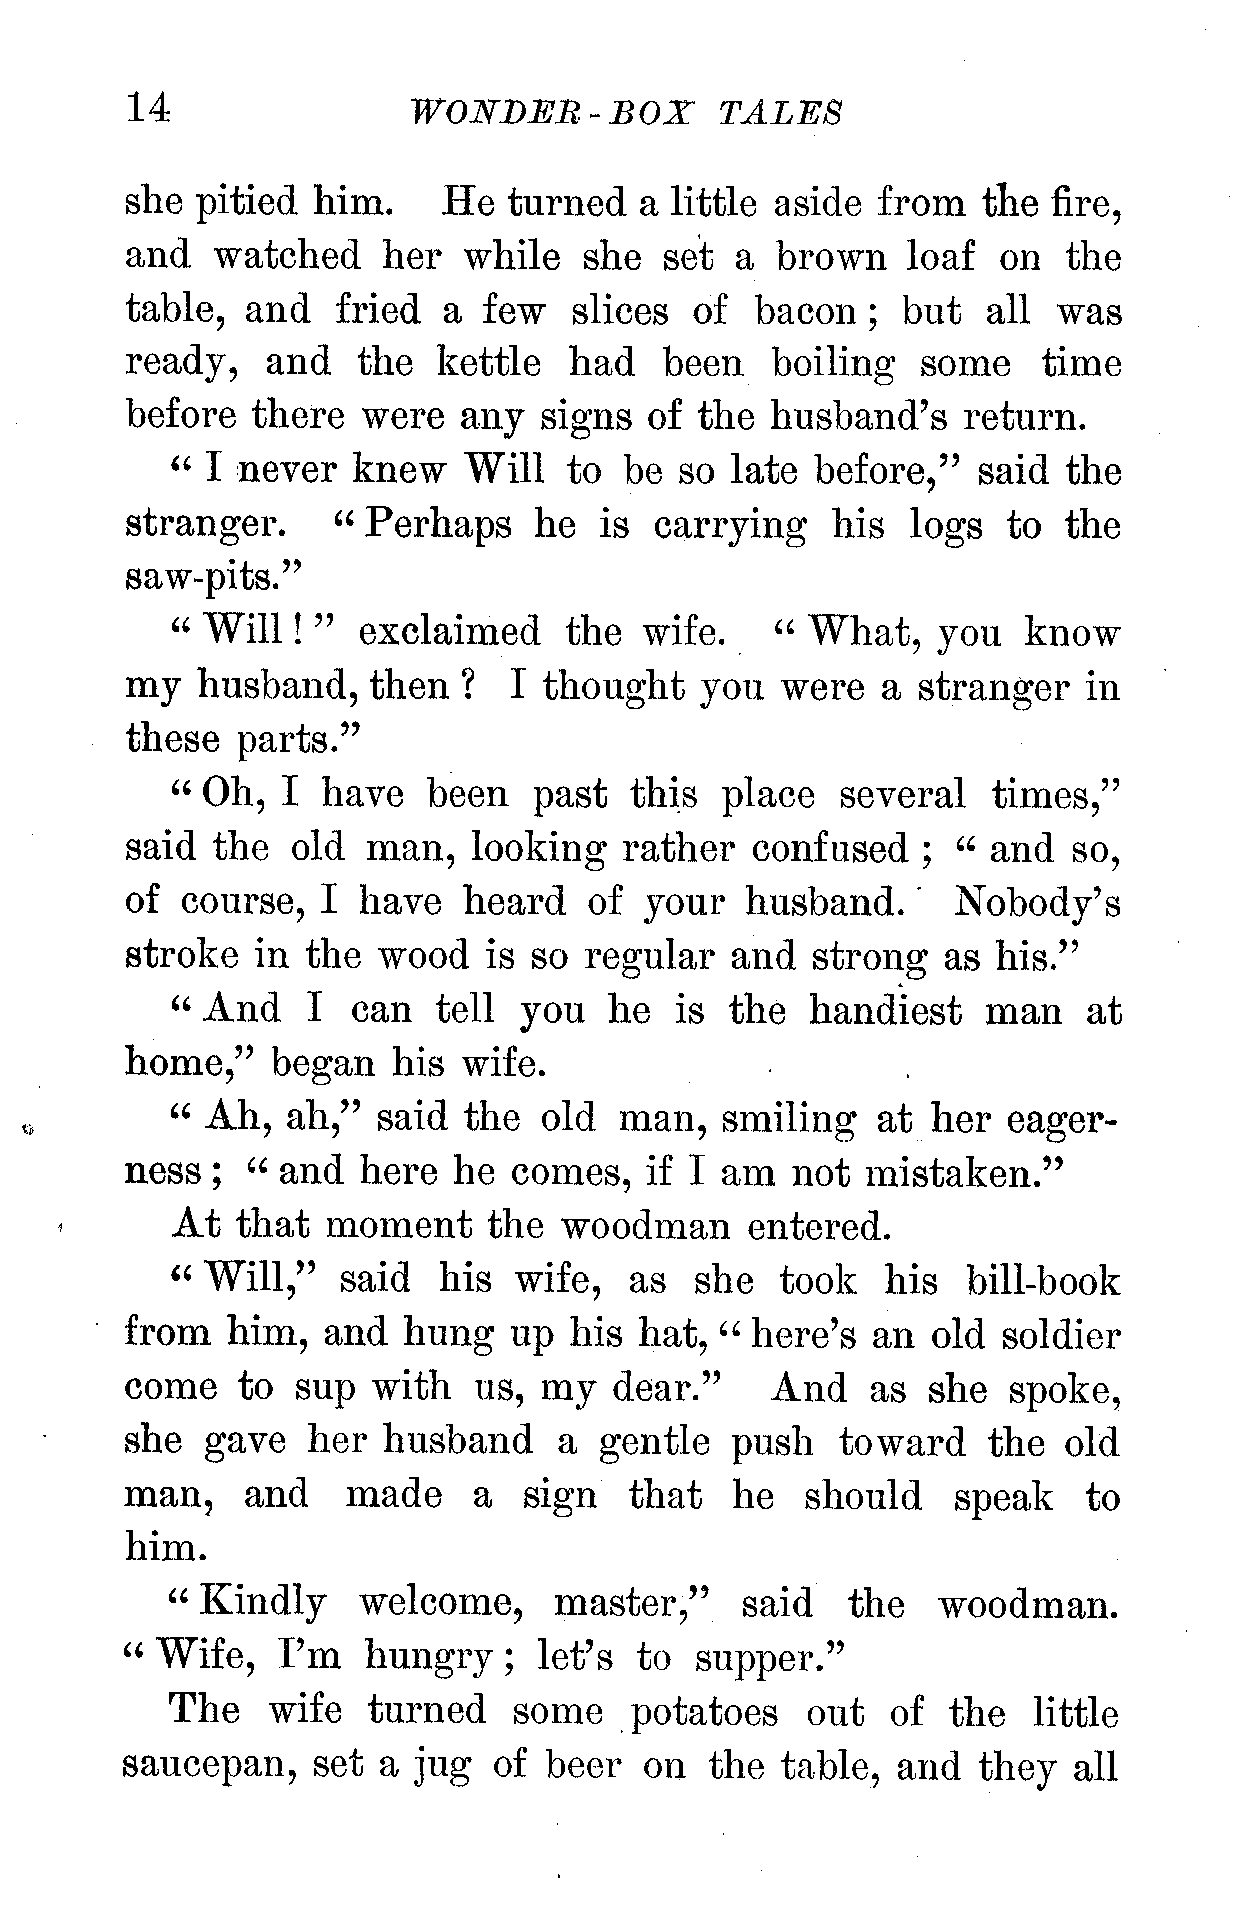 14 WONDER-BOX TALES
she pitied him. He turned a little aside from the fire,
and watched her while she set a brown loaf on the
table, and fried a few slices of bacon; but all was
ready, and the kettle had been boiling some time
before there were any signs of the husband's return.
"I never knew Will to be so late before," said the
stranger. "Perhaps he is carrying his logs to the
saw-pits."
"Will!" exclaimed the wife. "What, you know
my husband, then? I thought you were a stranger in
these parts."
"Oh, I have been past this place several times,"
said the old man, looking rather confused; "and so,
of course, I have heard of your husband. Nobody's
stroke in the wood is so regular and strong as his."
"And I can tell you he is the handiest man at
home," began his wife.
"Ah, ah," said the old man, smiling at her eager-
ness; "and here he comes, if I am not mistaken."
At that moment the woodman entered.
"Will," said his wife, as she took his bill-book
from him, and hung up his hat, "here's an old soldier
come to sup with us, my dear." And as she spoke,
she gave her husband a gentle push toward the old
man, and made a sign that he should speak to
him.
"Kindly welcome, master," said the woodman.
"Wife, I'm hungry; let's to supper."
The wife turned some potatoes out of the little
saucepan, set a jug of beer on the table, and they all